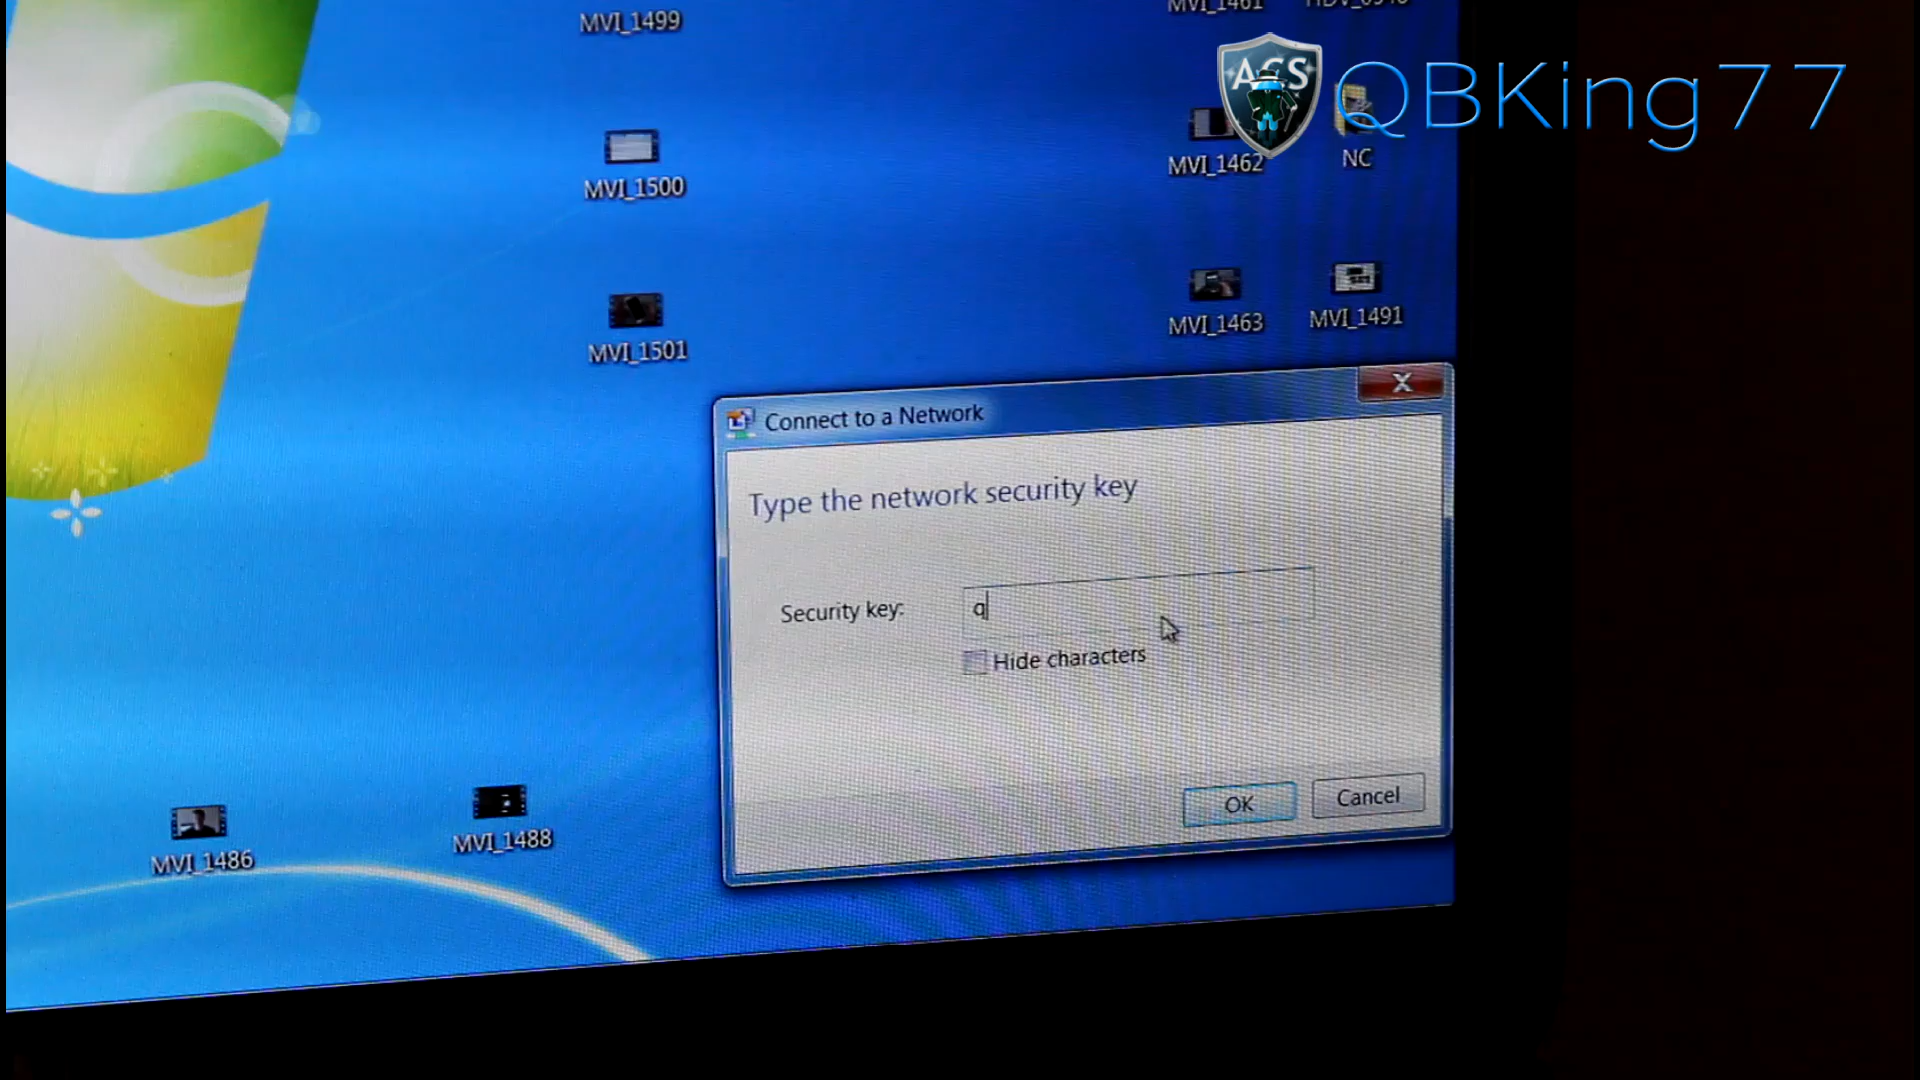 MVI_1499
MVI_1461
ACS
QBKing77
MVI_1500
MVI_1462
NC
MVI_1501
MVI_1463
MVI_1491
Connect to a Network
X
Type the network security key
Security key:
q
Hide characters
OK
Cancel
MVI_1486
MVI_1488